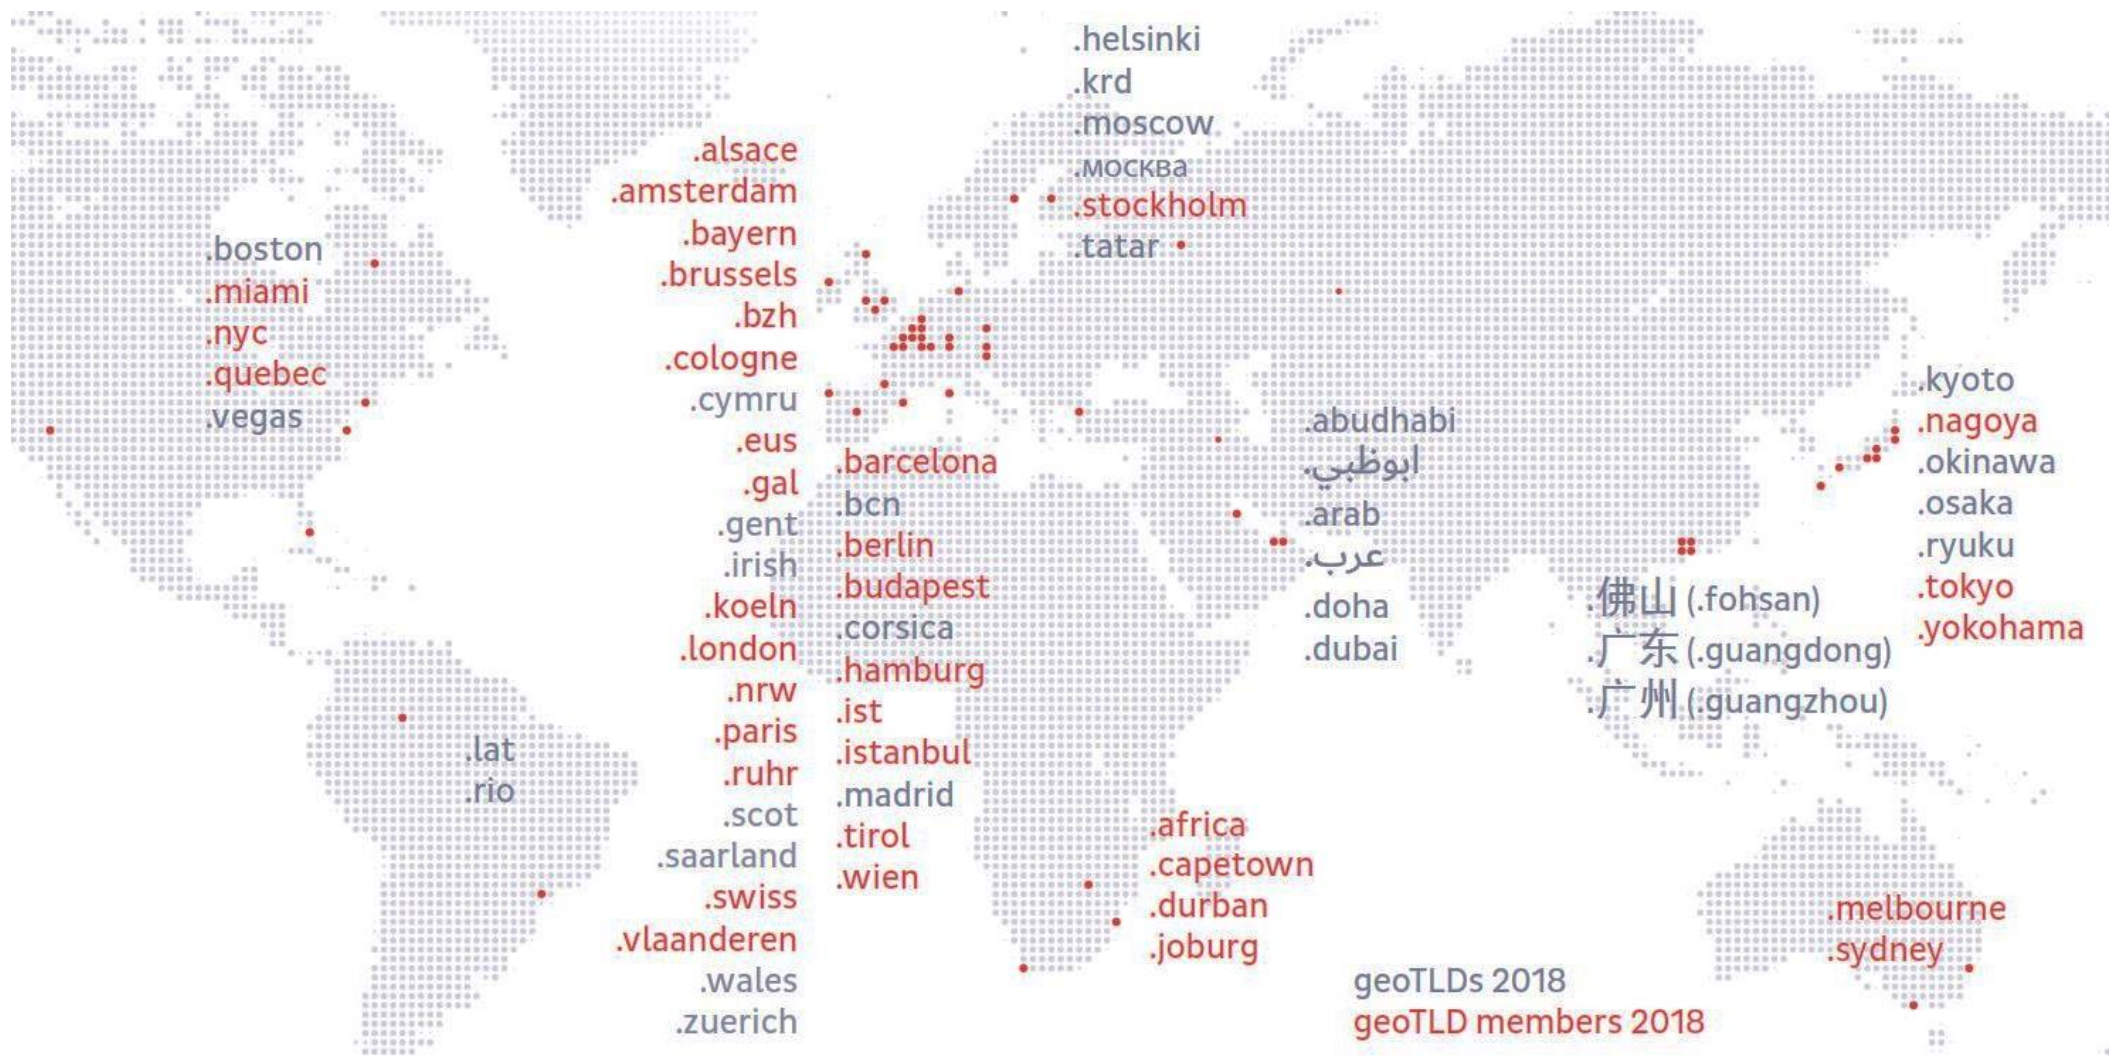 .helsinki
.krd
.moscow
.москва
.stockholm
.tatar
.boston
.miami
.nyc
.quebec
.vegas
.alsace
.amsterdam
.bayern
.brussels
.bzh
.cologne
.cymru
.eus
.gal
.gent
.irish
.koeln
.london
.nrw
.paris
.ruhr
.scot
.saarland
.swiss
.vlaanderen
.wales
.zuerich
.barcelona
.bcn
.berlin
.budapest
.corsica
.hamburg
.ist
.istanbul
.madrid
.tirol
.wien
.abudhabi
.ابوظبي
.arab
.عرب
.doha
.dubai
.kyoto
.nagoya
.okinawa
.osaka
.ryuku
.tokyo
.yokohama
.佛山 (.fohsan)
.广东 (.guangdong)
.广州 (.guangzhou)
.lat
.rio
.africa
.capetown
.durban
.joburg
.melbourne
.sydney
geoTLDs 2018
geoTLD members 2018